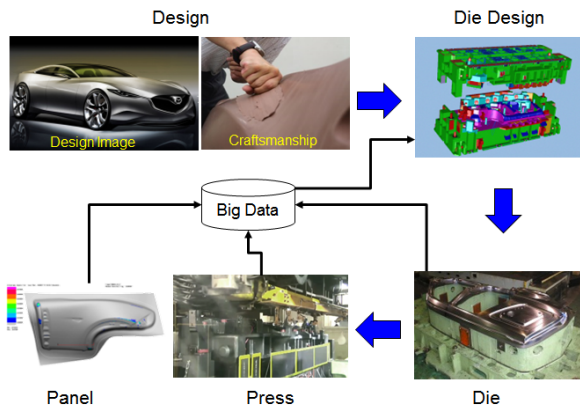 Design
Die Design
Design Image
Craftsmanship
Big Data
Panel
Press
Die